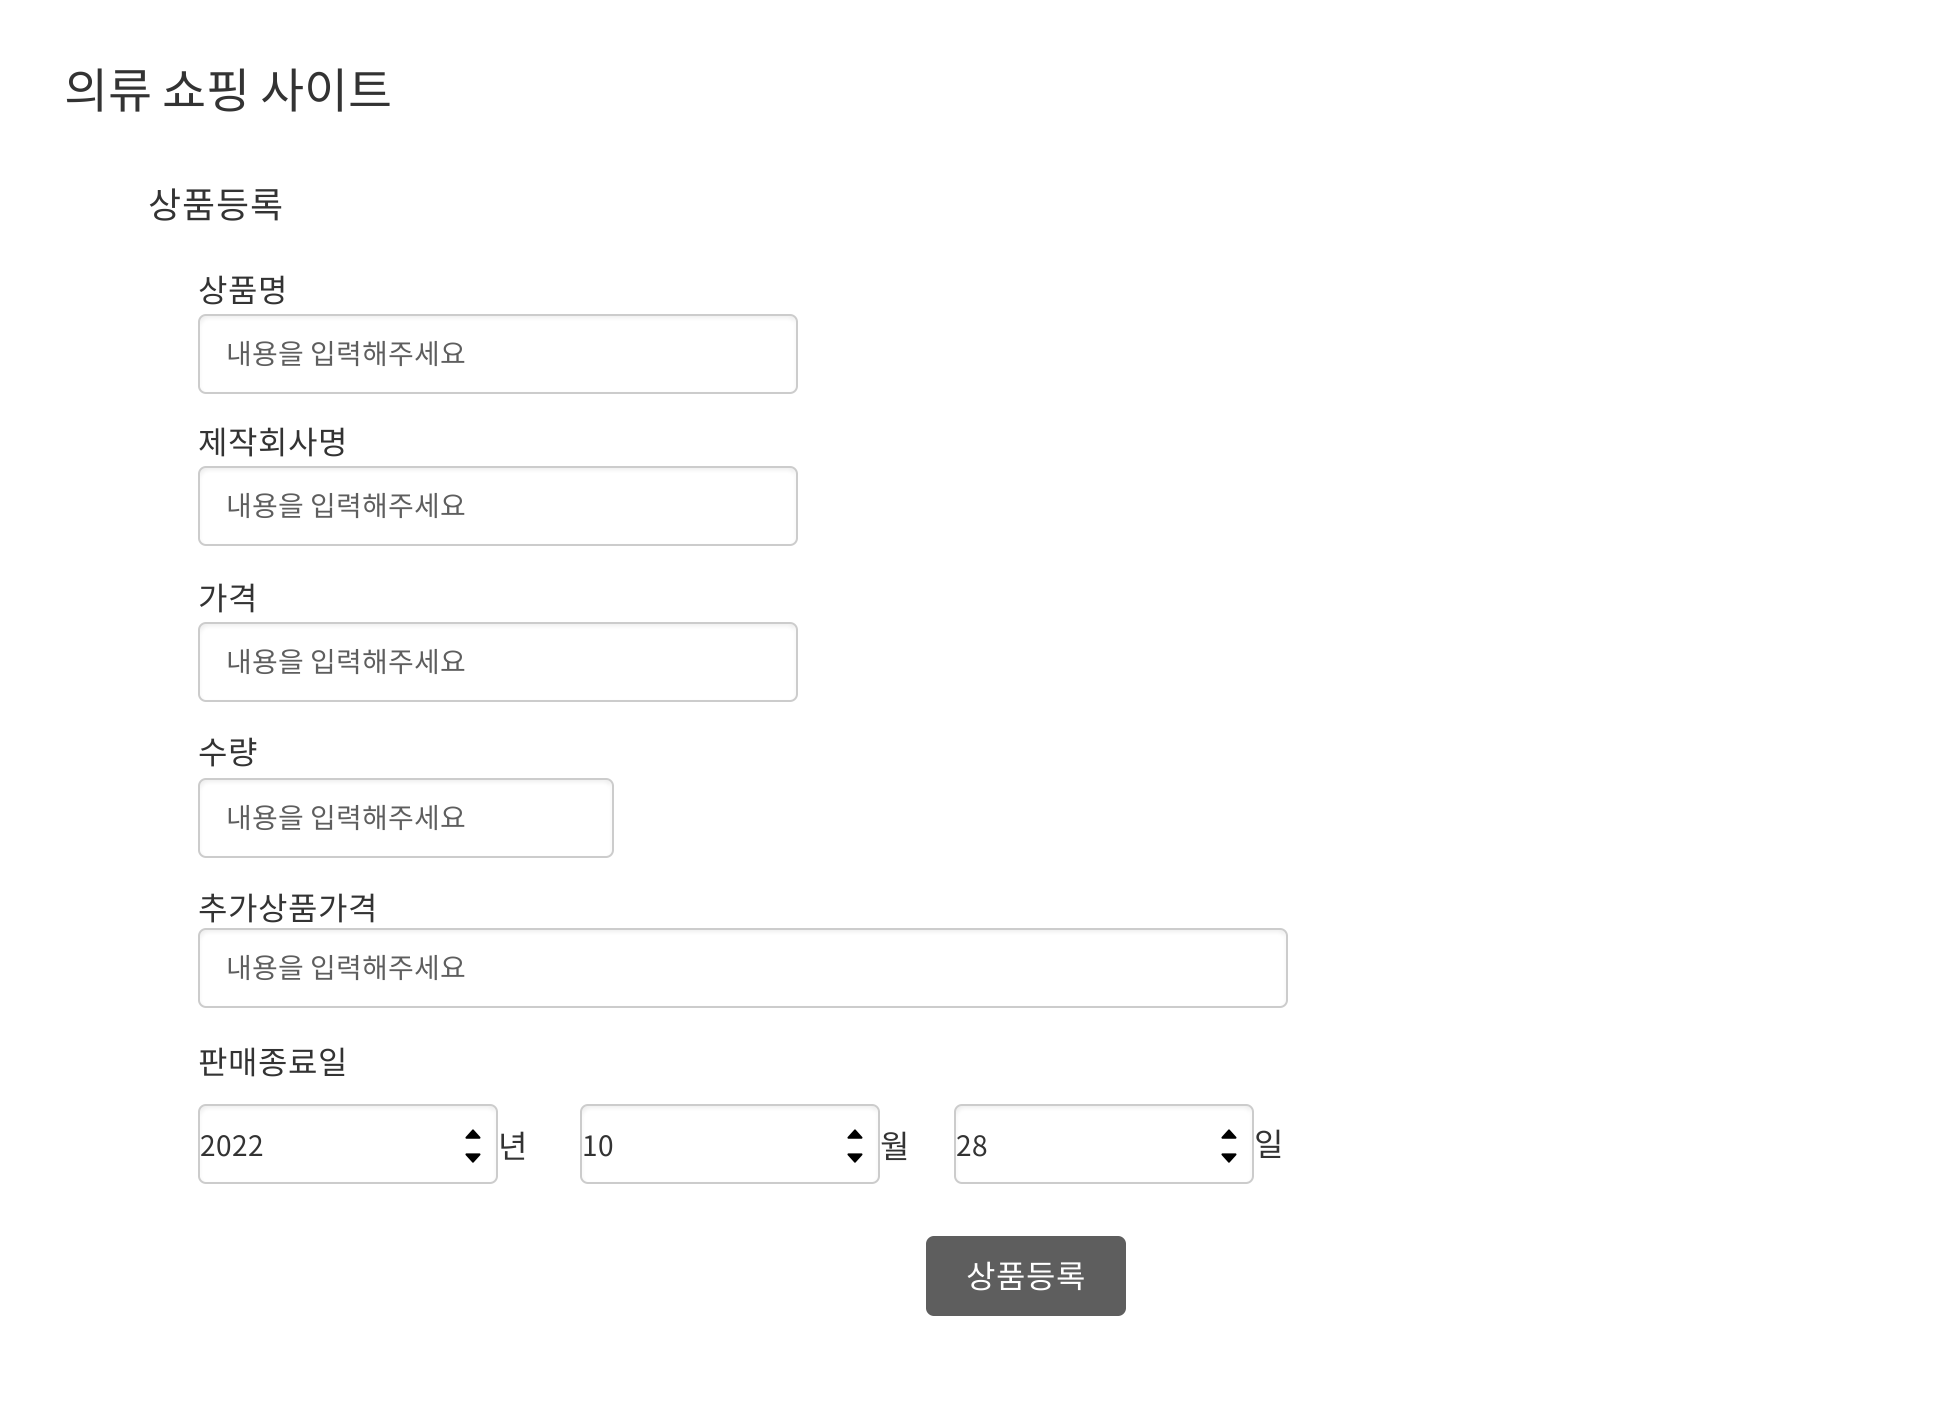 의류 쇼핑 사이트
상품등록
상품명
내용을 입력해주세요
제작회사명
내용을 입력해주세요
가격
내용을 입력해주세요
수량
내용을 입력해주세요
추가상품가격
내용을 입력해주세요
판매종료일
2022 년 10 월 28 일
상품등록